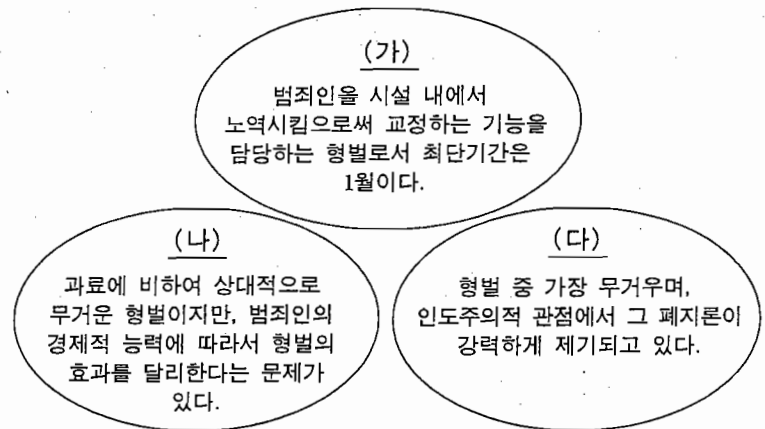 (가)
범죄인을 시설 내에서
노역시킴으로써 교정하는 기능을
담당하는 형벌로서 최단기간은
1월이다.
(나)
과료에 비하여 상대적으로
무거운 형벌이지만, 범죄인의
경제적 능력에 따라서 형벌의
효과를 달리한다는 문제가
있다.
(다)
형벌 중 가장 무거우며,
인도주의적 관점에서 그 폐지론이
강력하게 제기되고 있다.